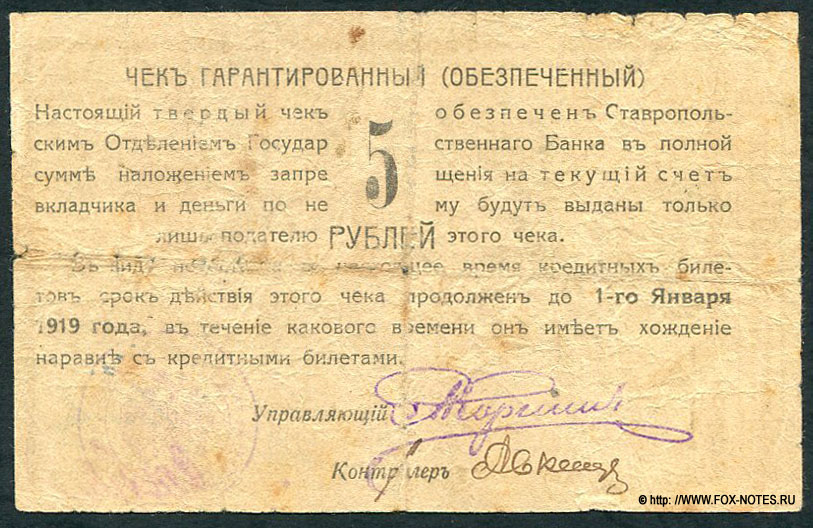 ЧЕКЪ ГАРАНТИРОВАННЫЙ (ОБЕЗПЕЧЕННЫЙ)
Настоящій твердый чекъ 5 обезпеченъ Ставрополь-
скимъ Отдѣленіемъ Государ ственнаго Банка въ полной
суммѣ наложеніемъ запре щенія на текущій счетъ
вкладчика и деньги по не му будутъ выданы только
лишь подателю РУБЛЕЙ этого чека.
Въ виду время кредитныхъ биле-
товъ срокъ дѣйствія этого чека продолженъ до 1-го Января
1919 года, въ теченіе какового времени онъ имѣетъ хожденіе
наравнѣ съ кредитными билетами.
Управляющій
Контролеръ
© http: //www.FOX-NOTES.RU